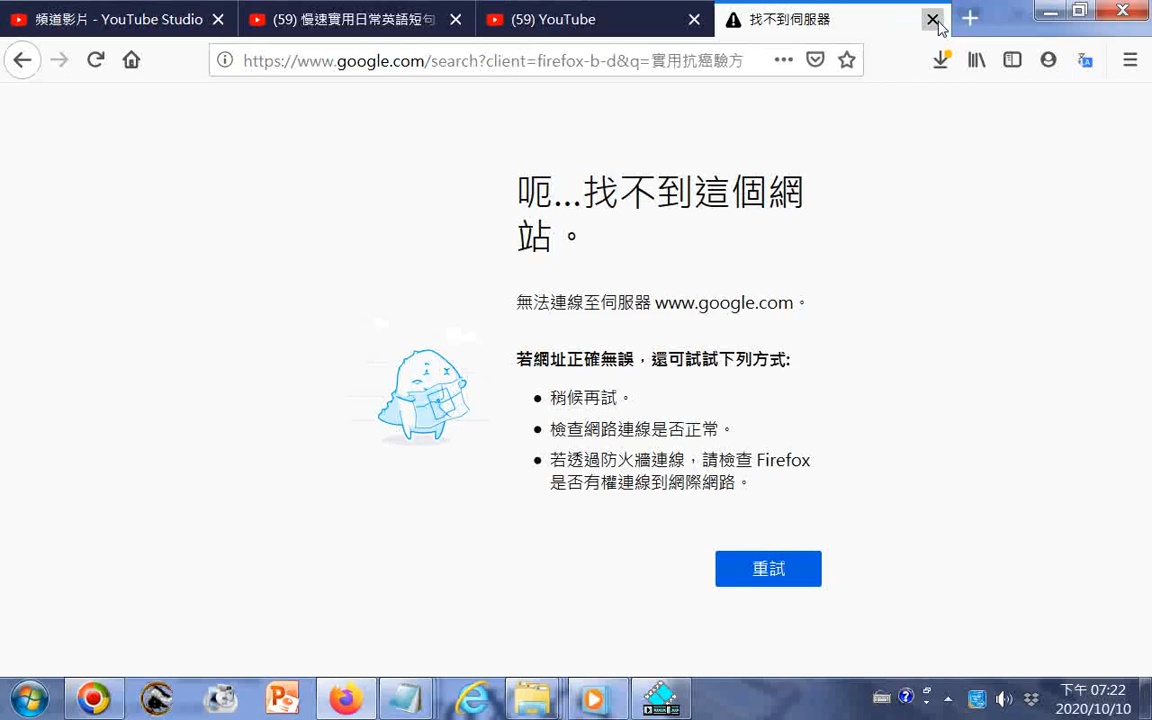 頻道影片 - YouTube Studio
(59) 慢速實用日常英語短句
(59) YouTube
找不到伺服器
https://www.google.com/search?client=firefox-b-d&q=實用抗癌驗方
呃...找不到這個網
站。
無法連線至伺服器 www.google.com。
若網址正確無誤，還可試試下列方式:
● 稍候再試。
● 檢查網路連線是否正常。
● 若透過防火牆連線，請檢查 Firefox
是否有權連線到網際網路。
重試
下午 07:22
2020/10/10